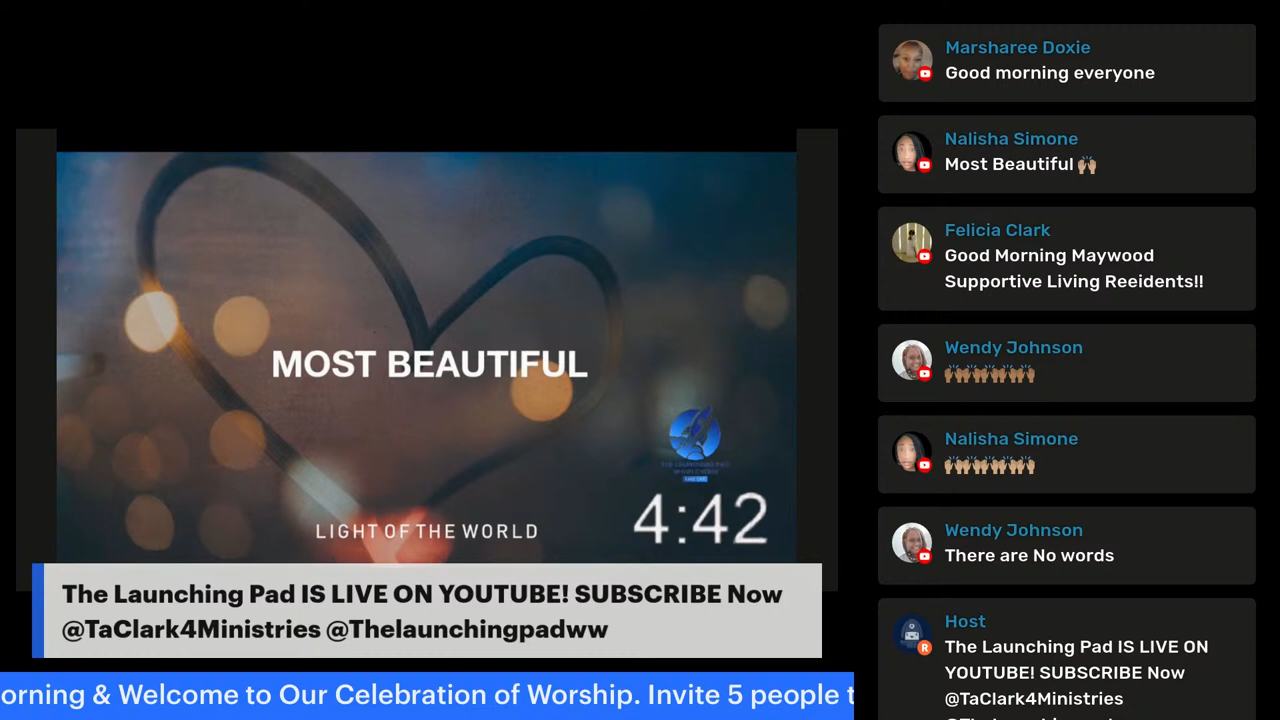 MOST BEAUTIFUL
LIGHT OF THE WORLD
4:42
The Launching Pad IS LIVE ON YOUTUBE! SUBSCRIBE Now
@TaClark4Ministries @Thelaunchingpadww
orning & Welcome to Our Celebration of Worship. Invite 5 people t
Marsharee Doxie
Good morning everyone
Nalisha Simone
Most Beautiful 🙌🏼
Felicia Clark
Good Morning Maywood
Supportive Living Reeidents!!
Wendy Johnson
🙌🏾🙌🏾🙌🏾🙌🏾🙌🏾
Nalisha Simone
🙌🏼🙌🏼🙌🏼🙌🏼🙌🏼
Wendy Johnson
There are No words
Host
The Launching Pad IS LIVE ON
YOUTUBE! SUBSCRIBE Now
@TaClark4Ministries